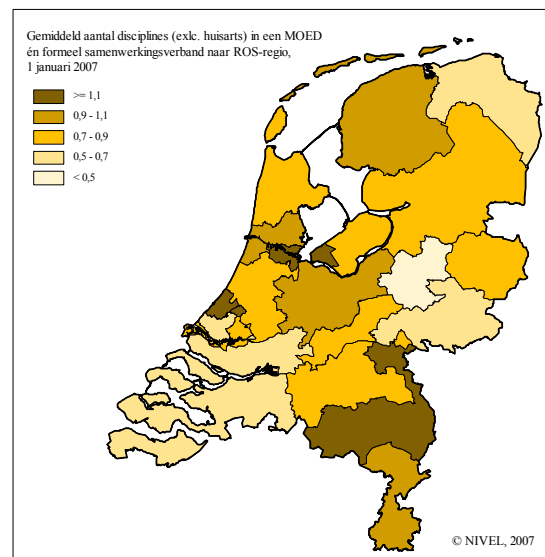 Gemiddeld aantal disciplines (exlc. huisarts) in een MOED
én formeel samenwerkingsverband naar ROS-regio,
1 januari 2007
>= 1,1
0,9 - 1,1
0,7 - 0,9
0,5 - 0,7
< 0,5
© NIVEL, 2007